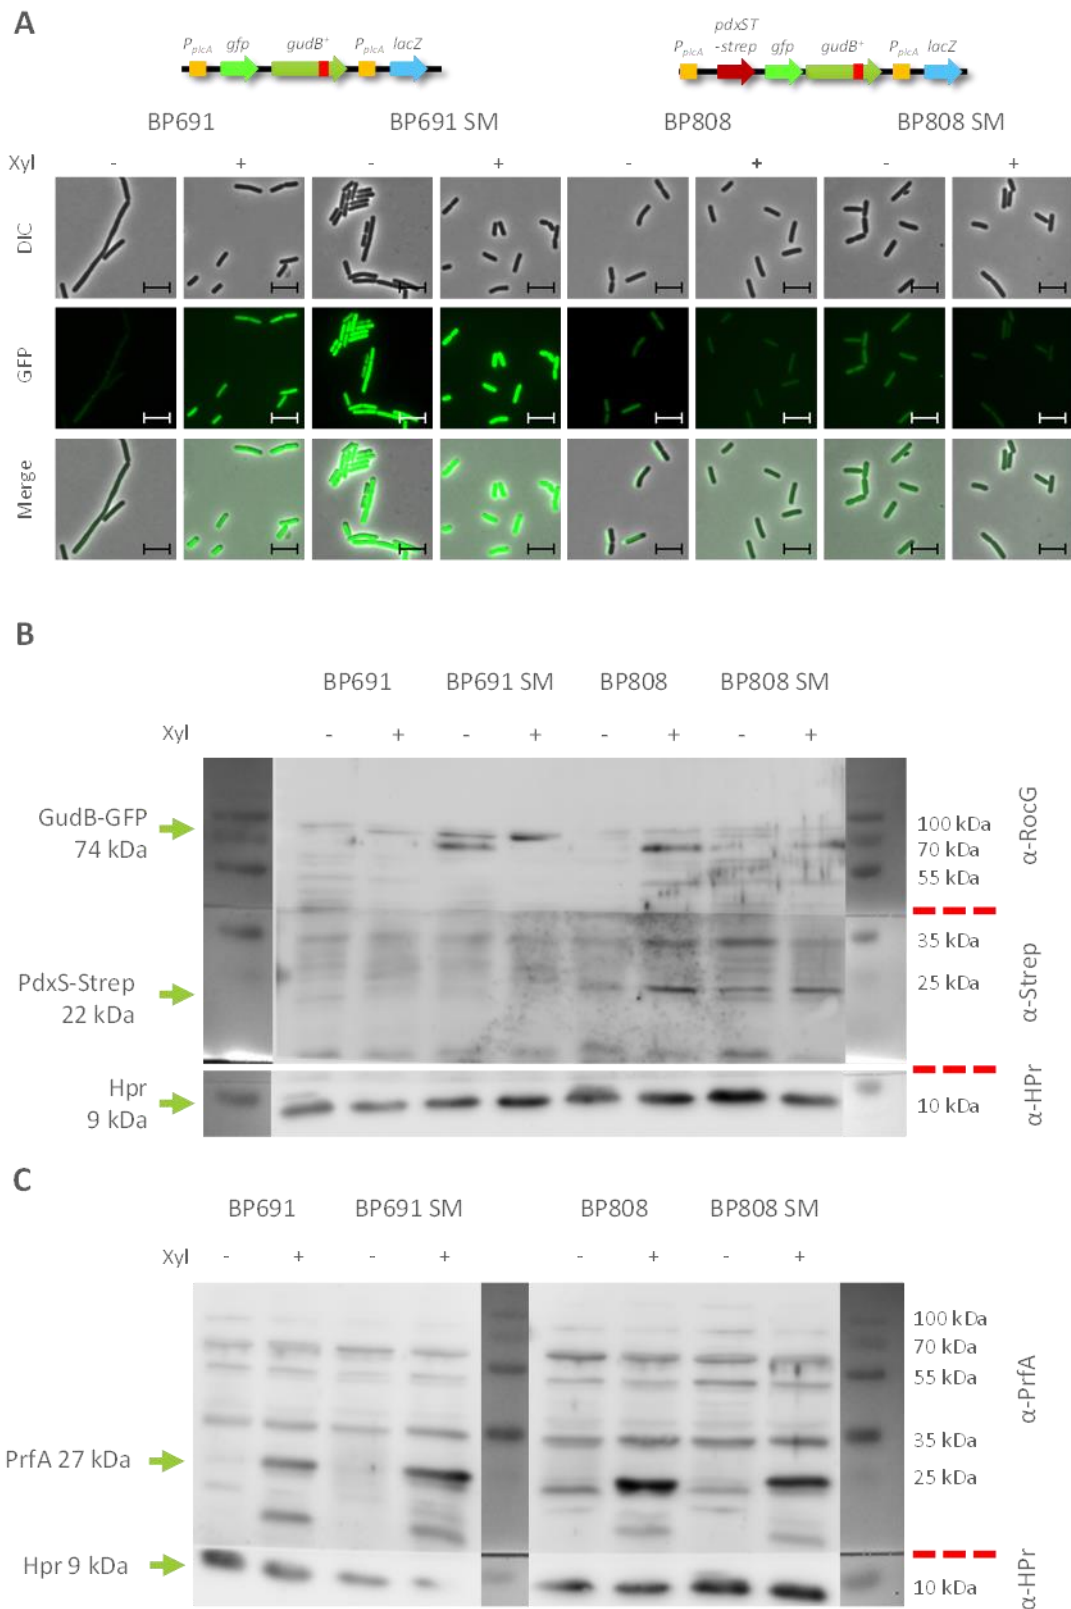 A
pdxST
P_plcA gfp gudB⁺ P_plcA lacZ
P_plcA -strep gfp gudB⁺ P_plcA lacZ
BP691 BP691 SM BP808 BP808 SM
Xyl - + - + - + - +
DIC
GFP
Merge
B
BP691 BP691 SM BP808 BP808 SM
Xyl - + - + - + - +
GudB-GFP
74 kDa
100 kDa
70 kDa
55 kDa
α-RocG
35 kDa
25 kDa
α-Strep
PdxS-Strep
22 kDa
Hpr
9 kDa
10 kDa
α-HPr
C
BP691 BP691 SM BP808 BP808 SM
Xyl - + - + - + - +
100 kDa
70 kDa
55 kDa
α-PrfA
35 kDa
PrfA 27 kDa
25 kDa
Hpr 9 kDa
10 kDa
α-HPr